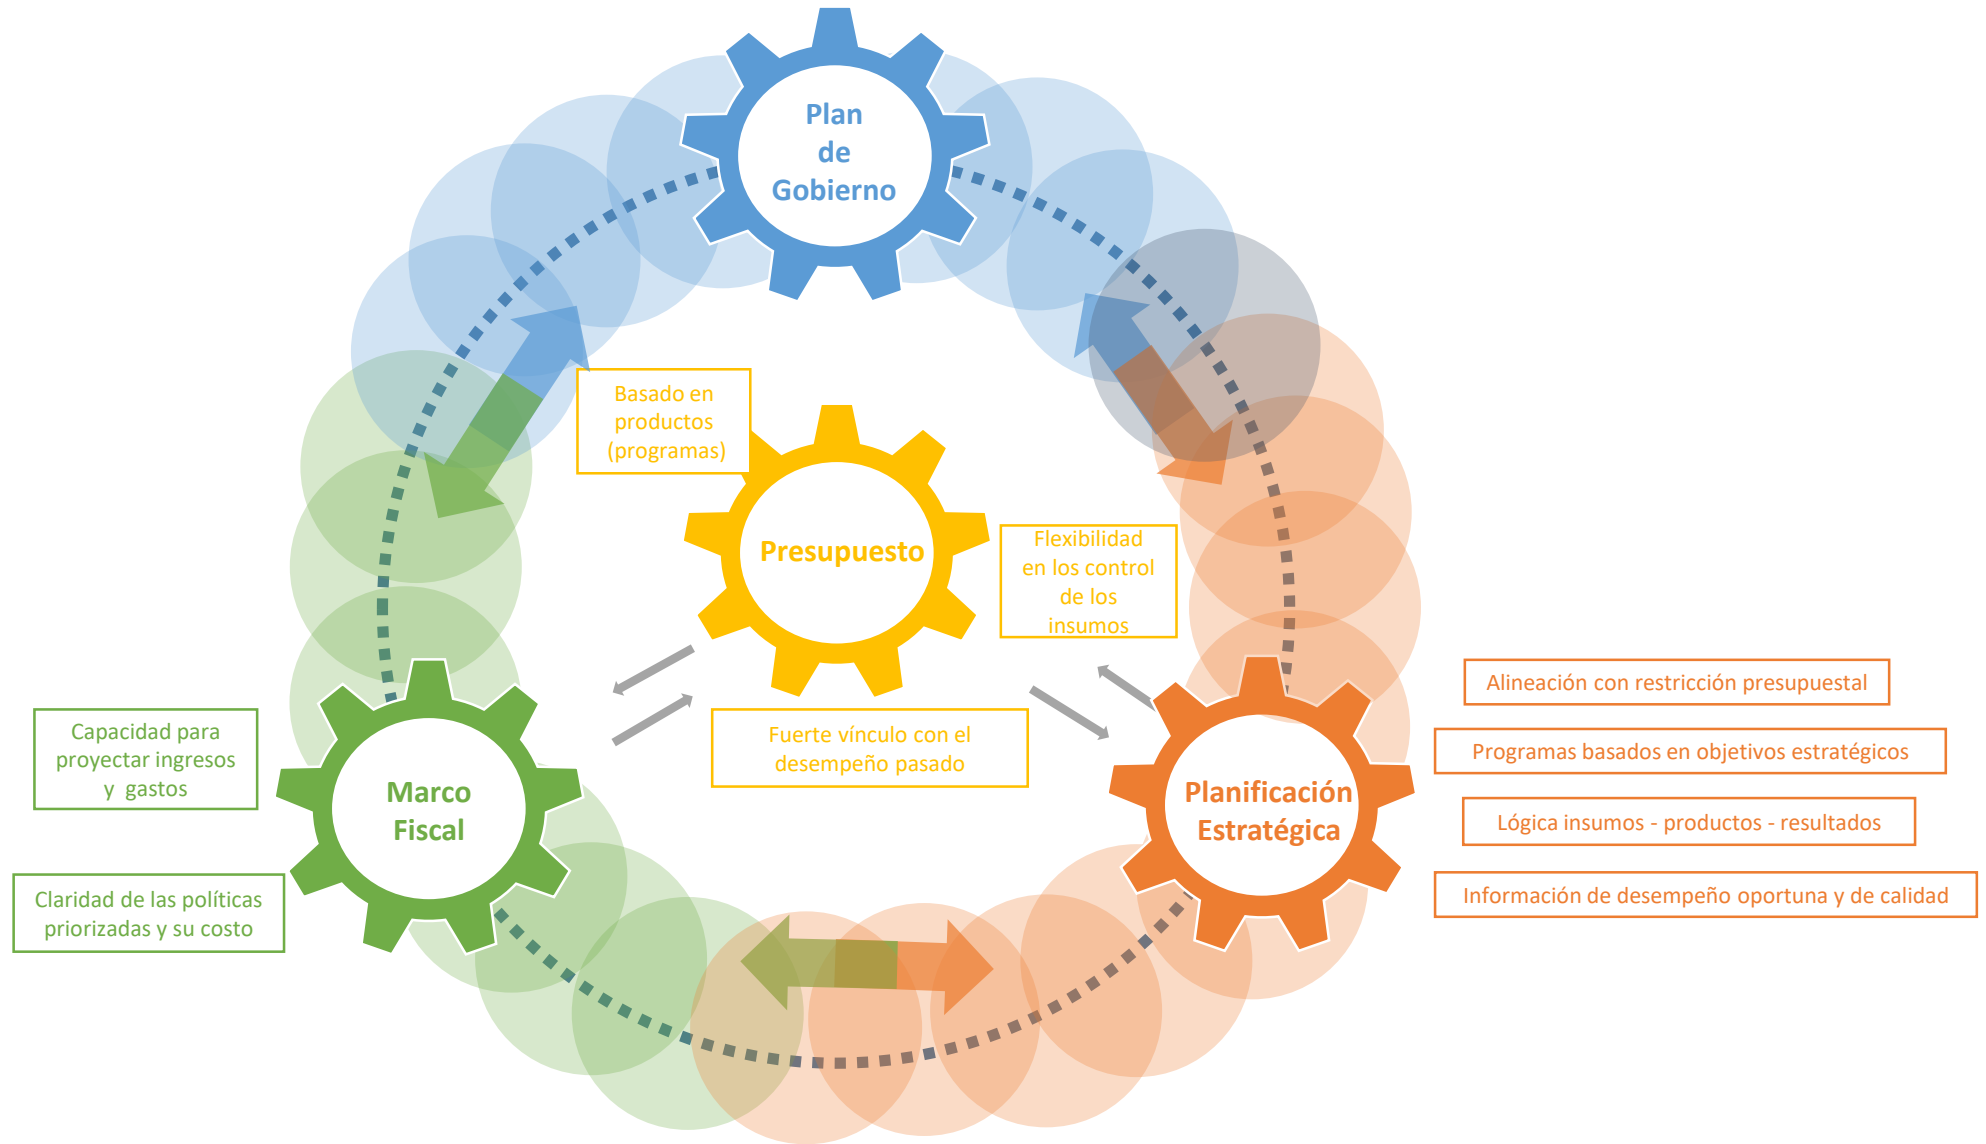 Plan
de
Gobierno
Basado en
productos
(programas)
Presupuesto
Flexibilidad
en los control
de los
insumos
Fuerte vínculo con el
desempeño pasado
Capacidad para
proyectar ingresos
y gastos
Claridad de las políticas
priorizadas y su costo
Marco
Fiscal
Planificación
Estratégica
Alineación con restricción presupuestal
Programas basados en objetivos estratégicos
Lógica insumos - productos - resultados
Información de desempeño oportuna y de calidad